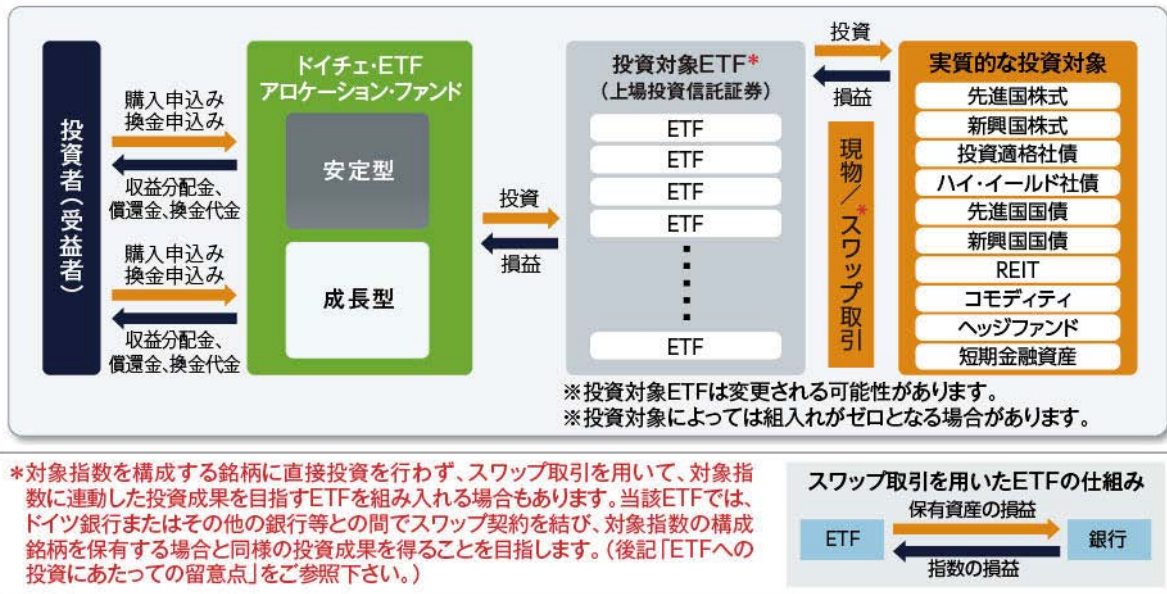 投資者(受益者)
購入申込み
換金申込み
収益分配金、
償還金、換金代金
購入申込み
換金申込み
収益分配金、
償還金、換金代金
ドイチェ・ETF
アロケーション・ファンド
安定型
成長型
投資
損益
投資対象ETF*
(上場投資信託証券)
ETF
ETF
ETF
ETF
ETF
投資
損益
現物/スワップ取引*
実質的な投資対象
先進国株式
新興国株式
投資適格社債
ハイ・イールド社債
先進国国債
新興国国債
REIT
コモディティ
ヘッジファンド
短期金融資産
※投資対象ETFは変更される可能性があります。
※投資対象によっては組入れがゼロとなる場合があります。
*対象指数を構成する銘柄に直接投資を行わず、スワップ取引を用いて、対象指
数に連動した投資成果を目指すETFを組み入れる場合もあります。当該ETFでは、
ドイツ銀行またはその他の銀行等との間でスワップ契約を結び、対象指数の構成
銘柄を保有する場合と同様の投資成果を得ることを目指します。(後記「ETFへの
投資にあたっての留意点」をご参照下さい。)
スワップ取引を用いたETFの仕組み
保有資産の損益
ETF
銀行
指数の損益